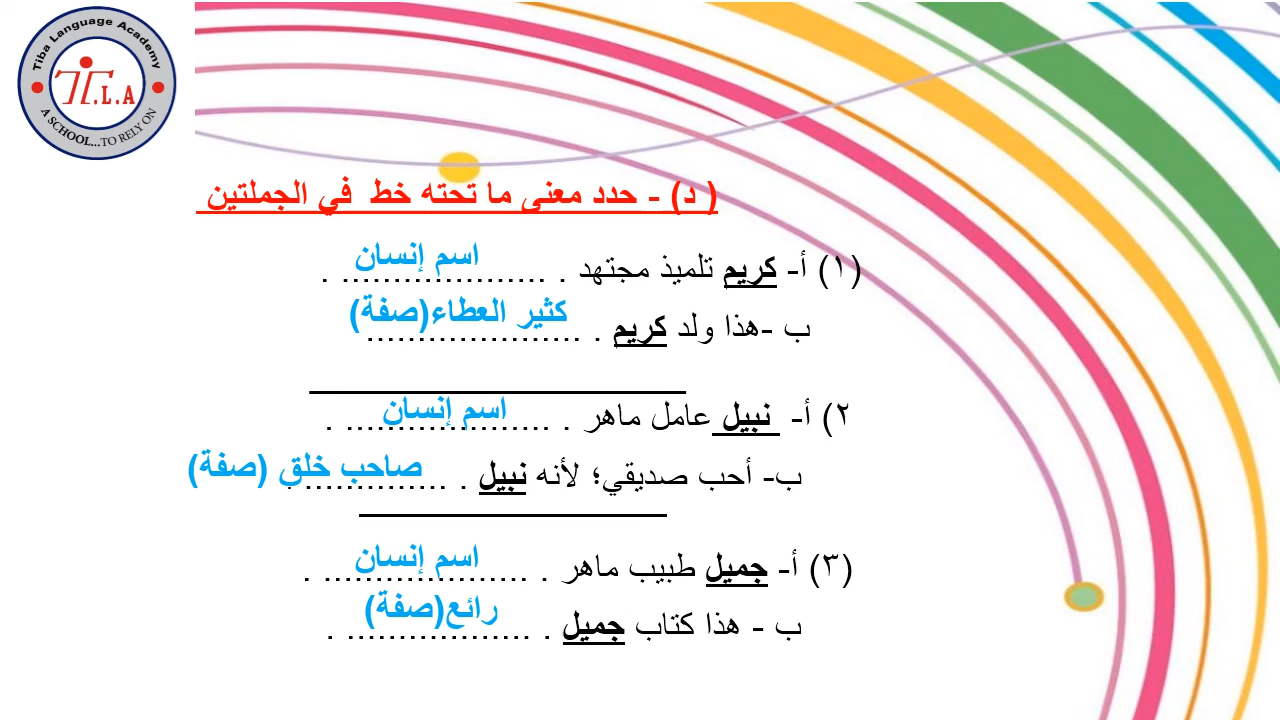 Tiba Language Academy
T.L.A
A SCHOOL...TO RELY ON
( د) - حدد معنى ما تحته خط في الجملتين
(١) أ- كريم تلميذ مجتهد . .................... .
اسم إنسان
ب -هذا ولد كريم . .....................
كثير العطاء(صفة)
٢) أ- نبيل عامل ماهر . .................... .
اسم إنسان
ب- أحب صديقي؛ لأنه نبيل . .............. .
صاحب خلق (صفة)
(٣) أ- جميل طبيب ماهر . .................... .
اسم إنسان
ب - هذا كتاب جميل . .................. .
رائع(صفة)